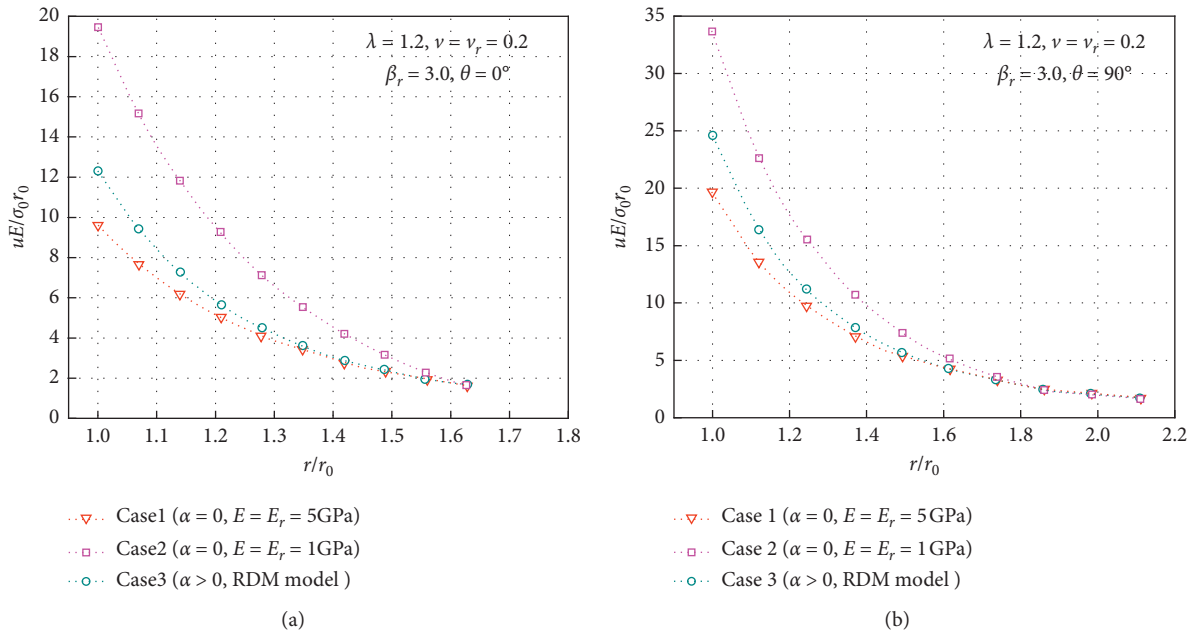 20
18
16
14
12
10
8
6
4
2
0
uE/σ₀r₀
1.0 1.1 1.2 1.3 1.4 1.5 1.6 1.7 1.8
r/r₀
λ = 1.2, ν = νᵣ = 0.2
βᵣ = 3.0, θ = 0°
Case1 (α = 0, E = Eᵣ = 5GPa)
Case2 (α = 0, E = Eᵣ = 1GPa)
Case3 (α > 0, RDM model )
(a)
35
30
25
20
15
10
5
0
uE/σ₀r₀
1.0 1.2 1.4 1.6 1.8 2.0 2.2
r/r₀
λ = 1.2, ν = νᵣ = 0.2
βᵣ = 3.0, θ = 90°
Case 1 (α = 0, E = Eᵣ = 5GPa)
Case 2 (α = 0, E = Eᵣ = 1GPa)
Case 3 (α > 0, RDM model )
(b)